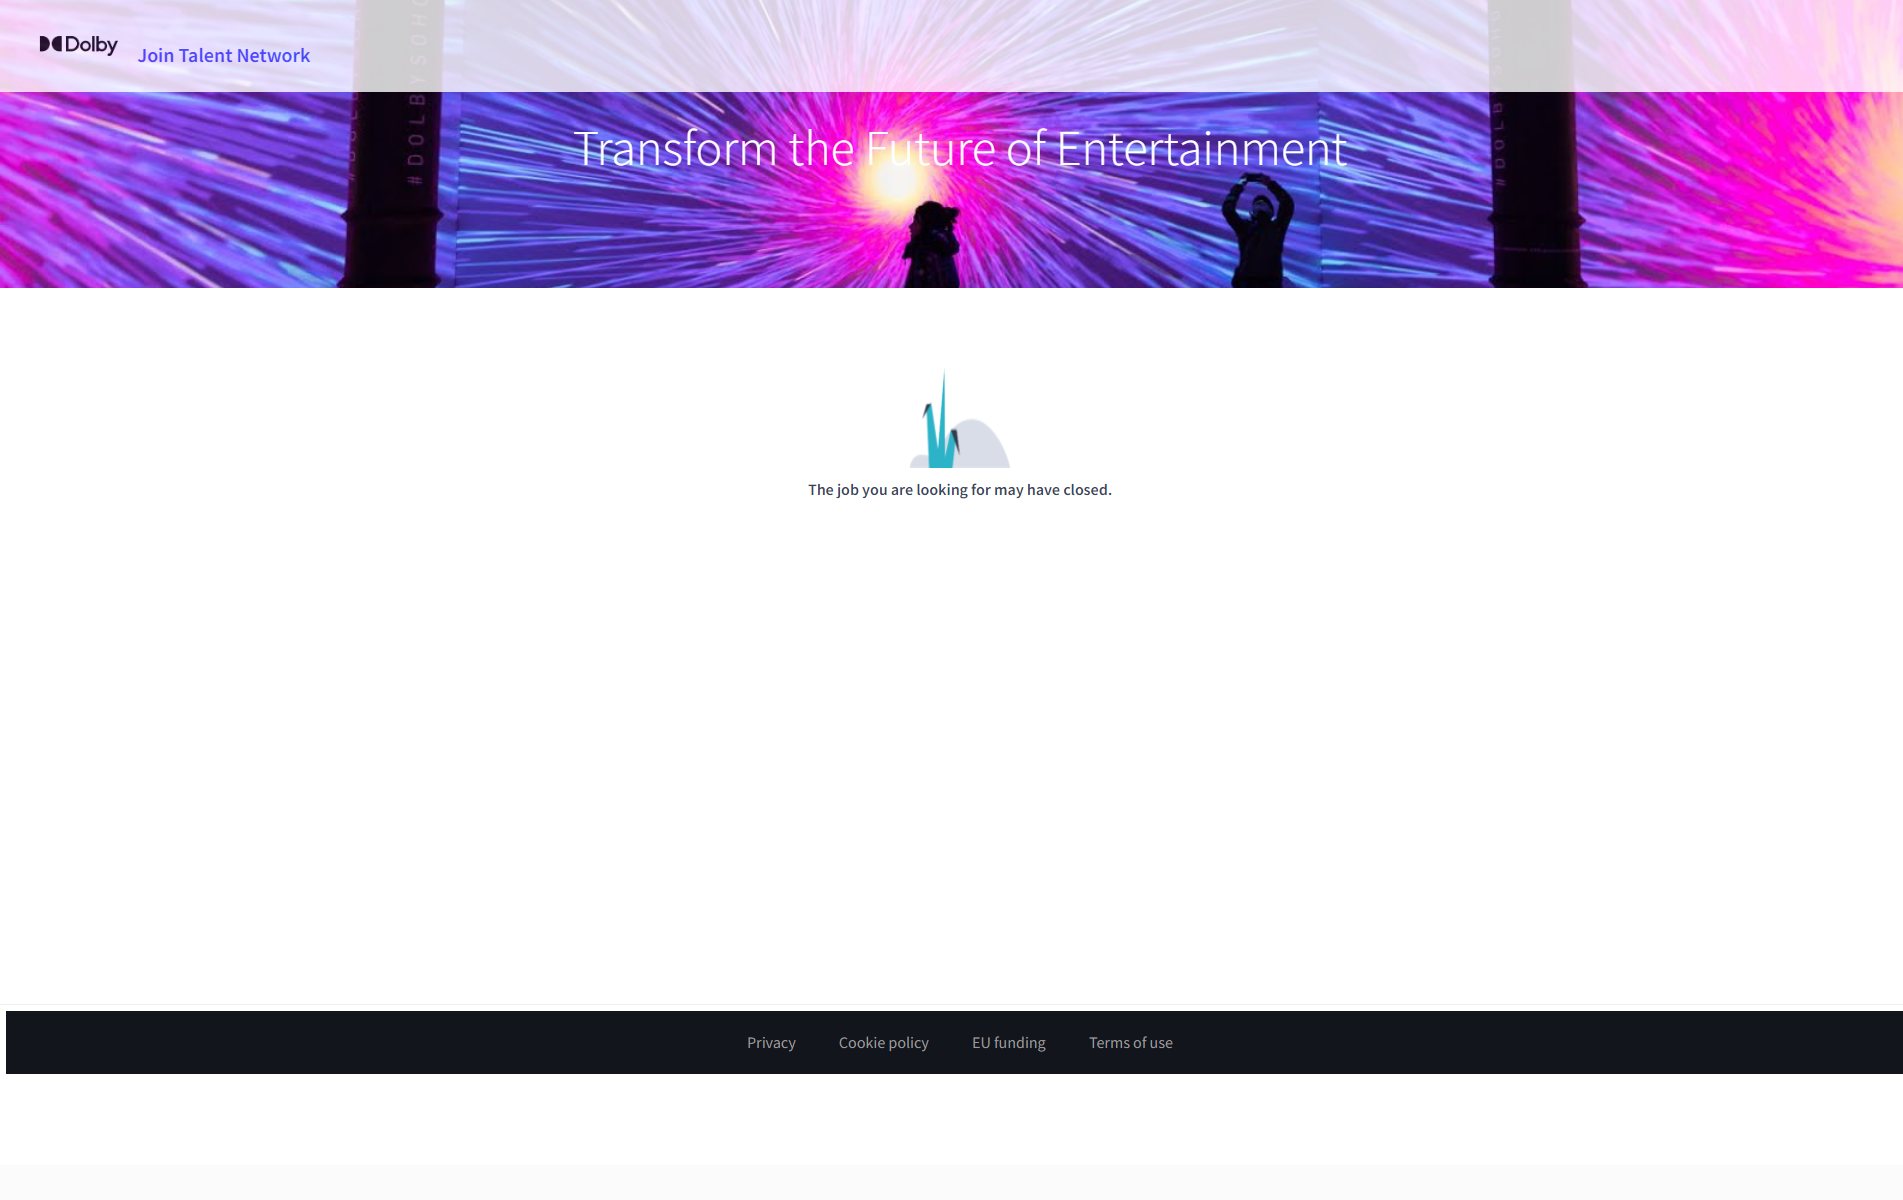 Dolby
Join Talent Network
#DOLBYSOHO
Transform the Future of Entertainment
The job you are looking for may have closed.
Privacy
Cookie policy
EU funding
Terms of use